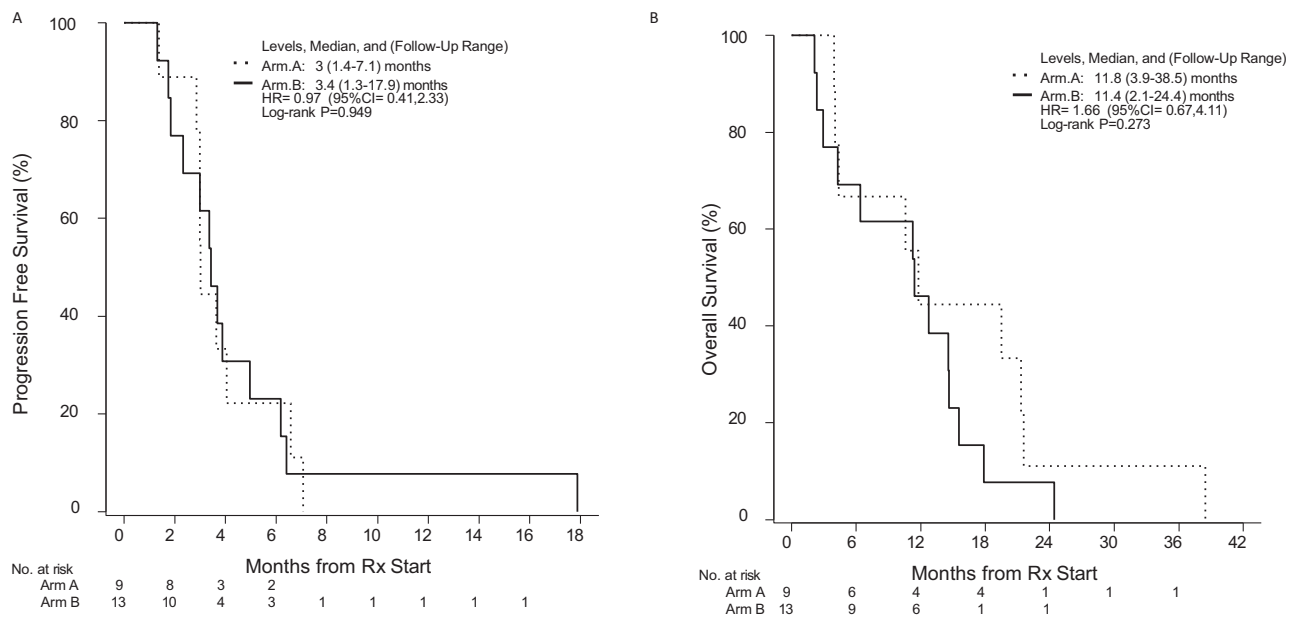 A
Progression Free Survival (%)
100
80
60
40
20
0
Levels, Median, and (Follow-Up Range)
Arm.A: 3 (1.4-7.1) months
Arm.B: 3.4 (1.3-17.9) months
HR= 0.97 (95%CI= 0.41,2.33)
Log-rank P=0.949
0 2 4 6 8 10 12 14 16 18
Months from Rx Start
No. at risk
Arm A 9 8 3 2
Arm B 13 10 4 3 1 1 1 1 1
B
Overall Survival (%)
100
80
60
40
20
0
Levels, Median, and (Follow-Up Range)
Arm.A: 11.8 (3.9-38.5) months
Arm.B: 11.4 (2.1-24.4) months
HR= 1.66 (95%CI= 0.67,4.11)
Log-rank P=0.273
0 6 12 18 24 30 36 42
Months from Rx Start
No. at risk
Arm A 9 6 4 4 1 1 1
Arm B 13 9 6 1 1